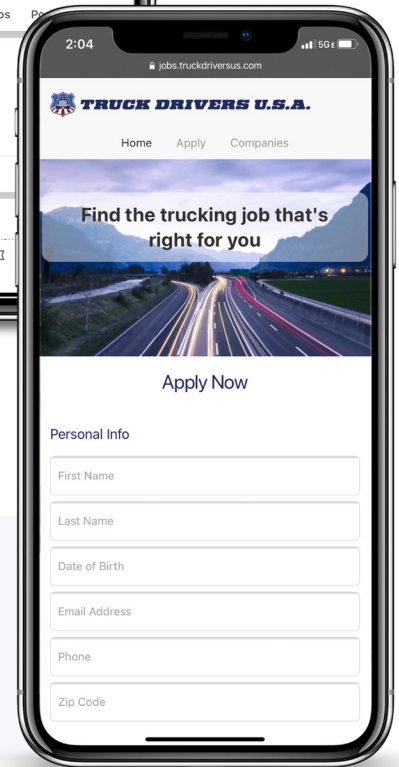 2:04
5G E
jobs.truckdriversus.com
TRUCK DRIVERS U.S.A.
Home Apply Companies
Find the trucking job that's
right for you
Apply Now
Personal Info
First Name
Last Name
Date of Birth
Email Address
Phone
Zip Code